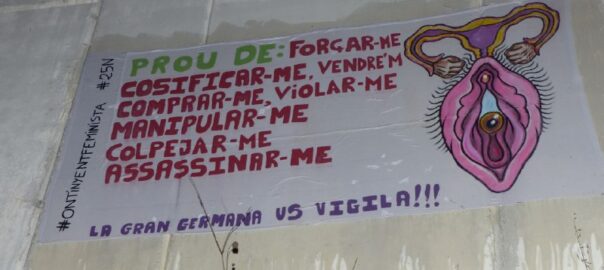 PROU DE: FORÇAR-ME
COSIFICAR-ME, VENDRE'M
COMPRAR-ME, VIOLAR-ME
MANIPULAR-ME
COLPEJAR-ME
ASSASSINAR-ME
LA GRAN GERMANA US VIGILA!!!
#ONTINYENTFEMINISTA #25N